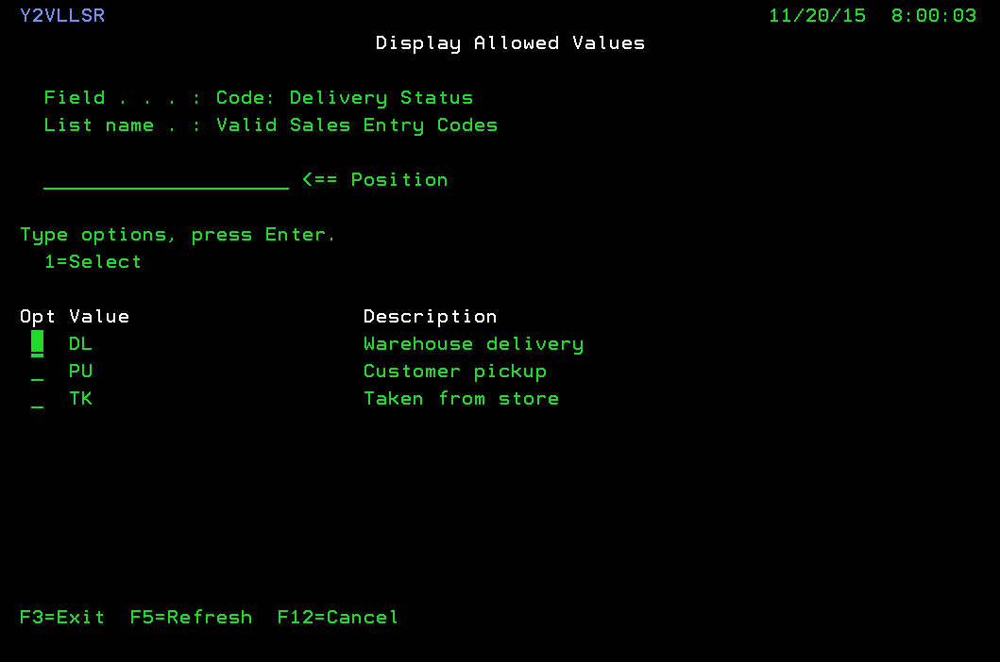 Y2VLLSR 11/20/15 8:00:03
Display Allowed Values
Field . . . : Code: Delivery Status
List name . : Valid Sales Entry Codes
____________________ <== Position
Type options, press Enter.
1=Select
Opt Value Description
_ DL Warehouse delivery
_ PU Customer pickup
_ TK Taken from store
F3=Exit F5=Refresh F12=Cancel